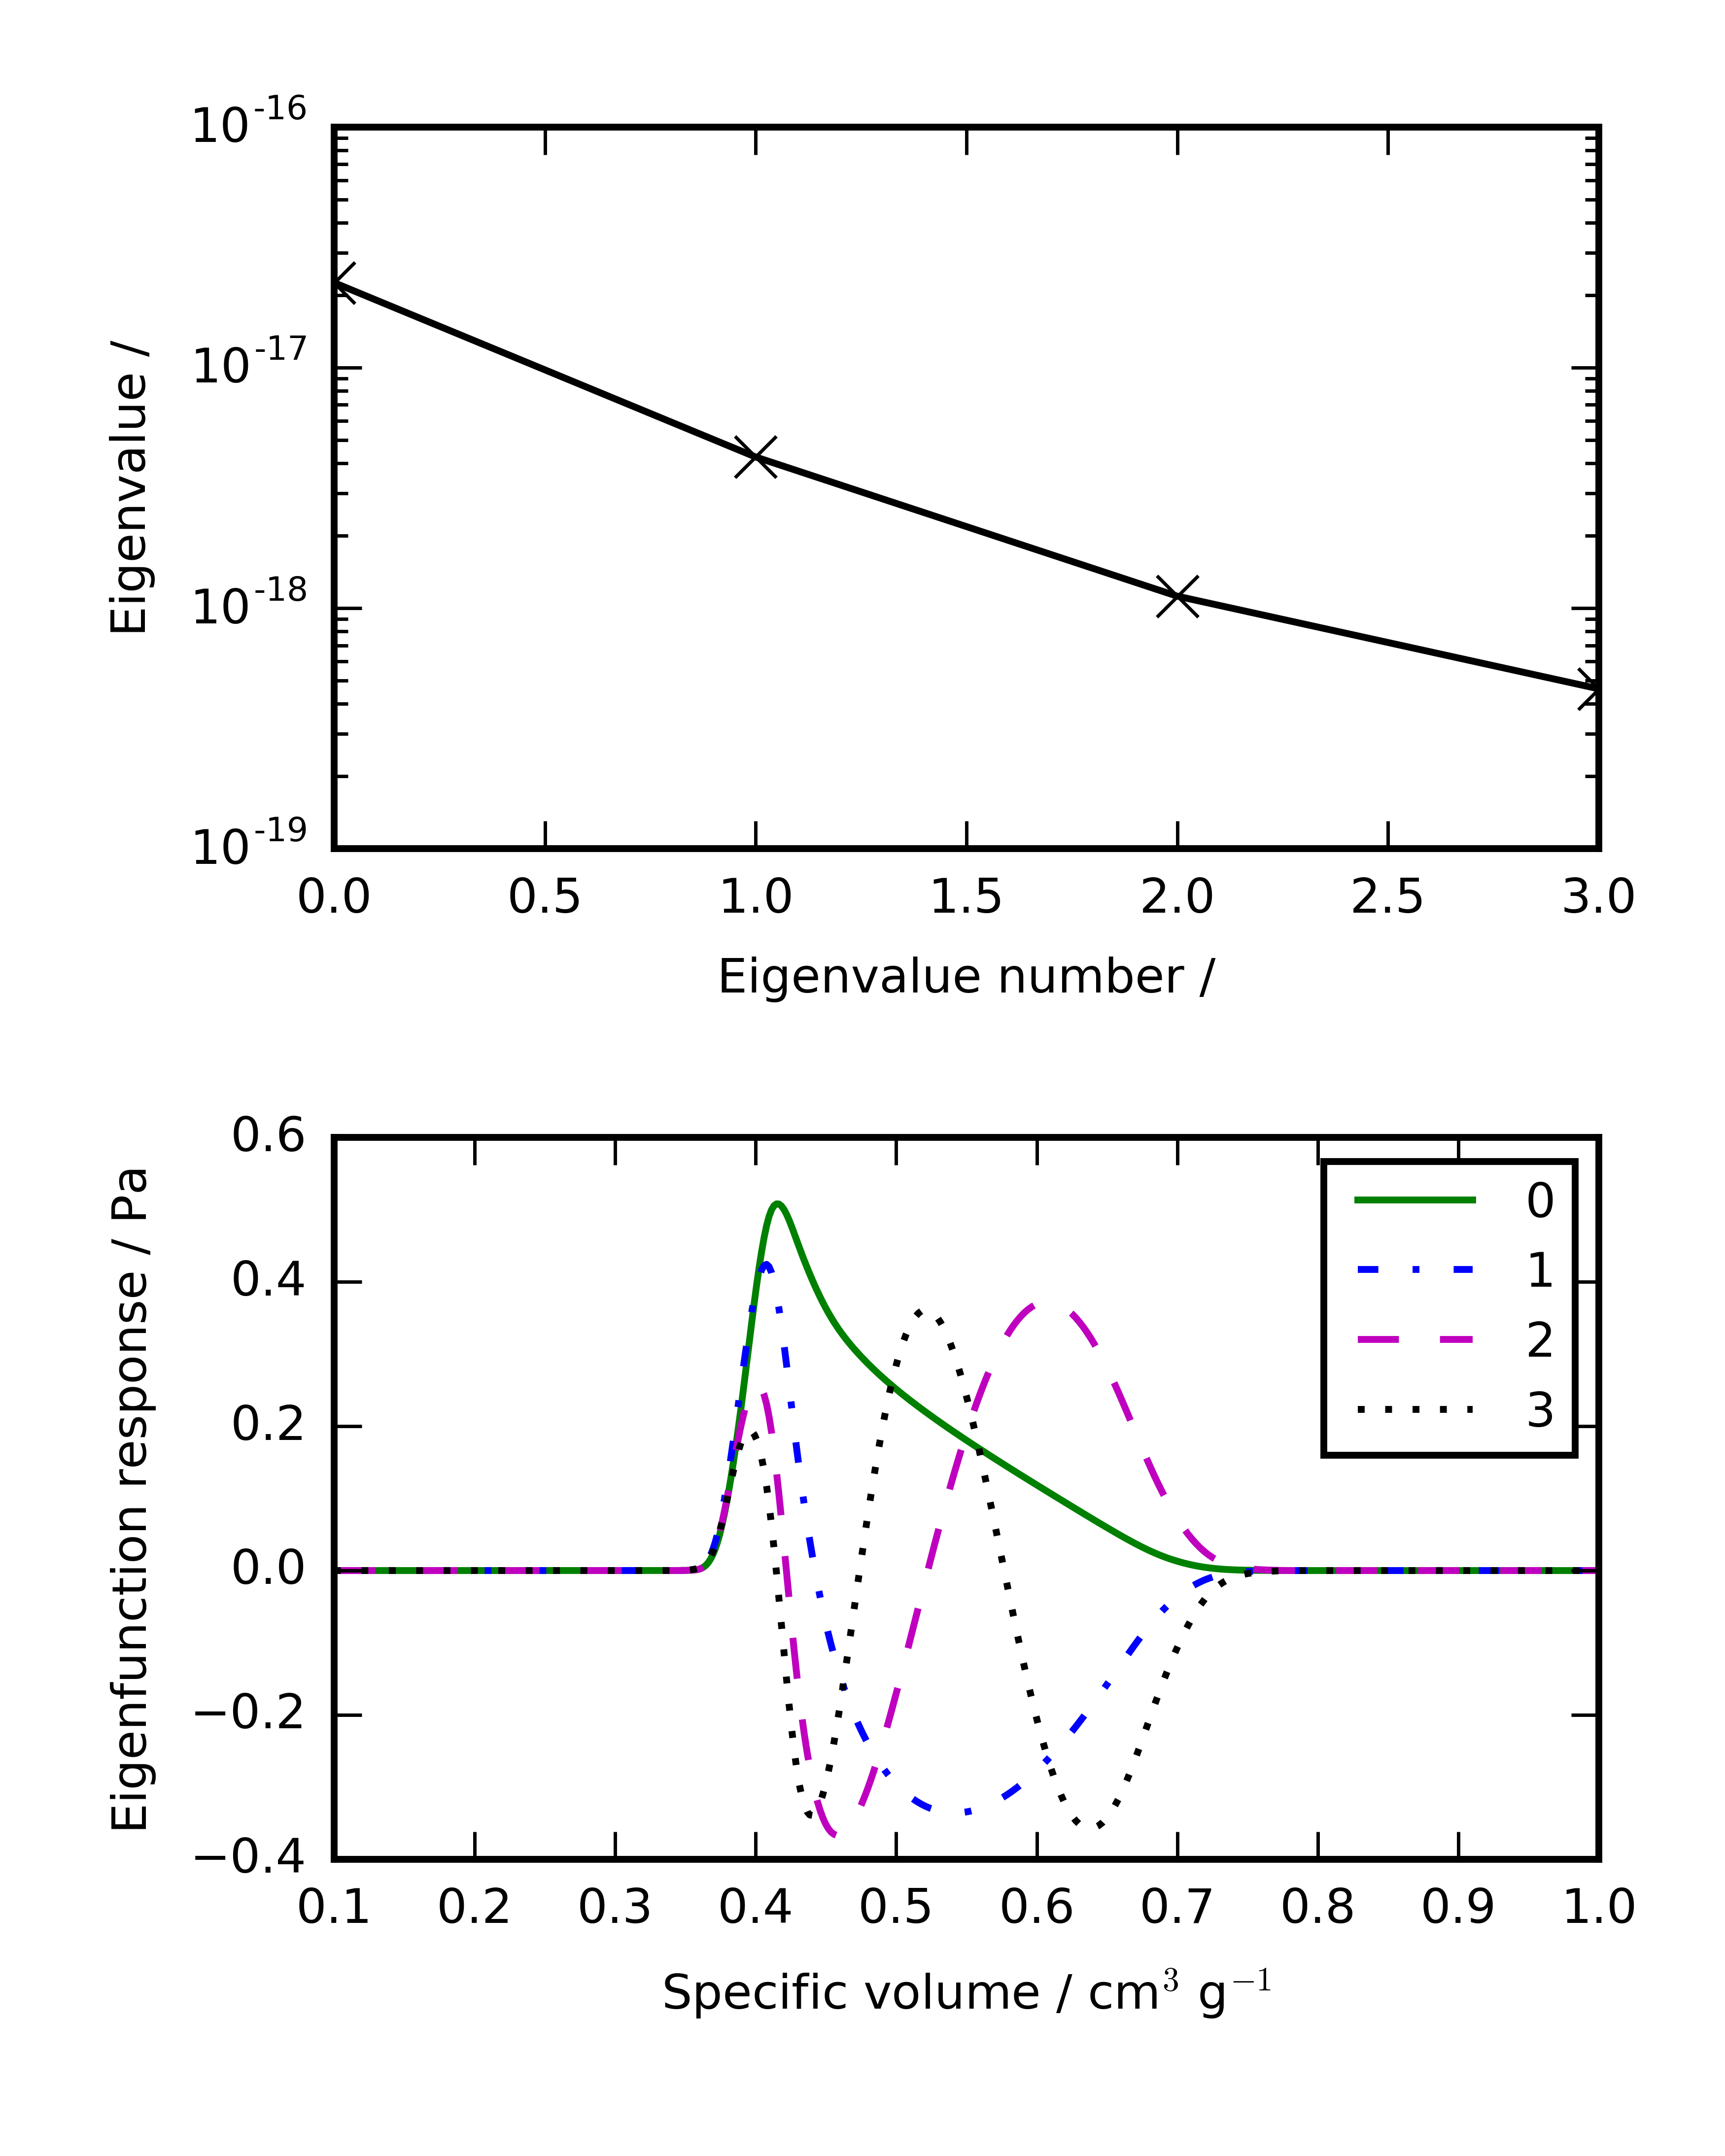 10^-16
10^-17
10^-18
10^-19
Eigenvalue /
0.0 0.5 1.0 1.5 2.0 2.5 3.0
Eigenvalue number /
0.6
0.4
0.2
0.0
−0.2
−0.4
Eigenfunction response / Pa
0
1
2
3
0.1 0.2 0.3 0.4 0.5 0.6 0.7 0.8 0.9 1.0
Specific volume / cm³ g⁻¹